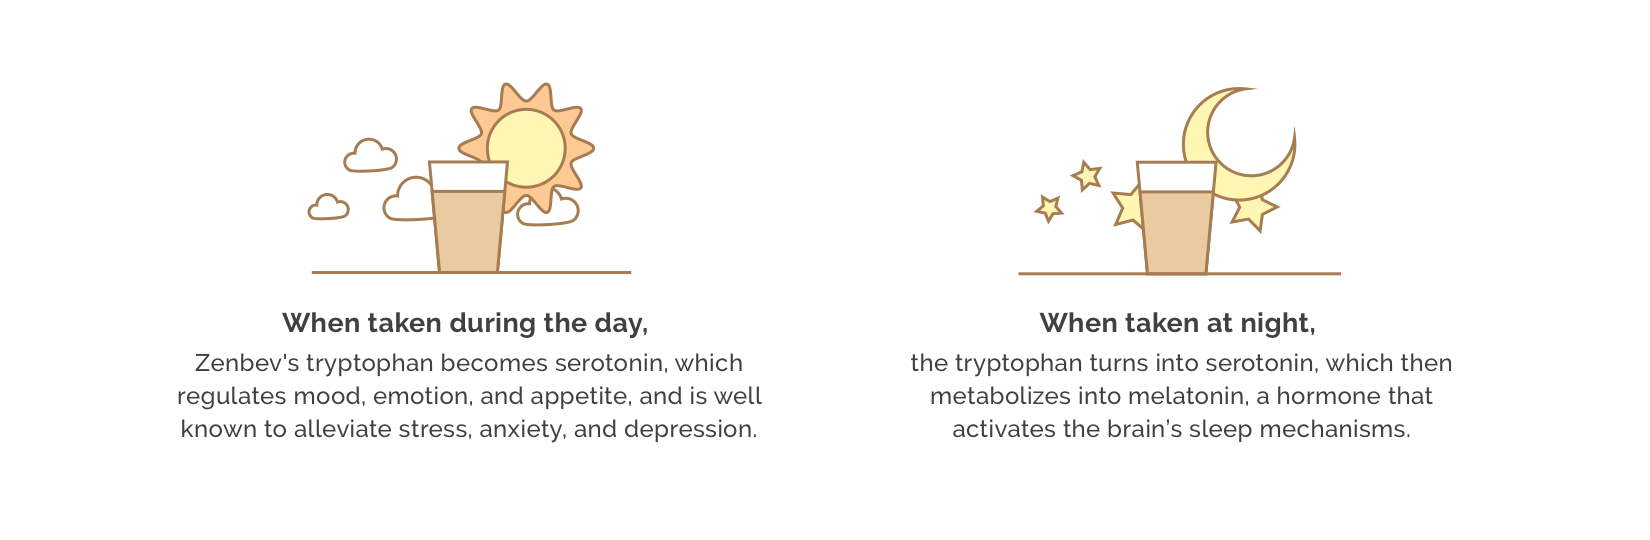 When taken during the day,
Zenbev's tryptophan becomes serotonin, which
regulates mood, emotion, and appetite, and is well
known to alleviate stress, anxiety, and depression.
When taken at night,
the tryptophan turns into serotonin, which then
metabolizes into melatonin, a hormone that
activates the brain’s sleep mechanisms.